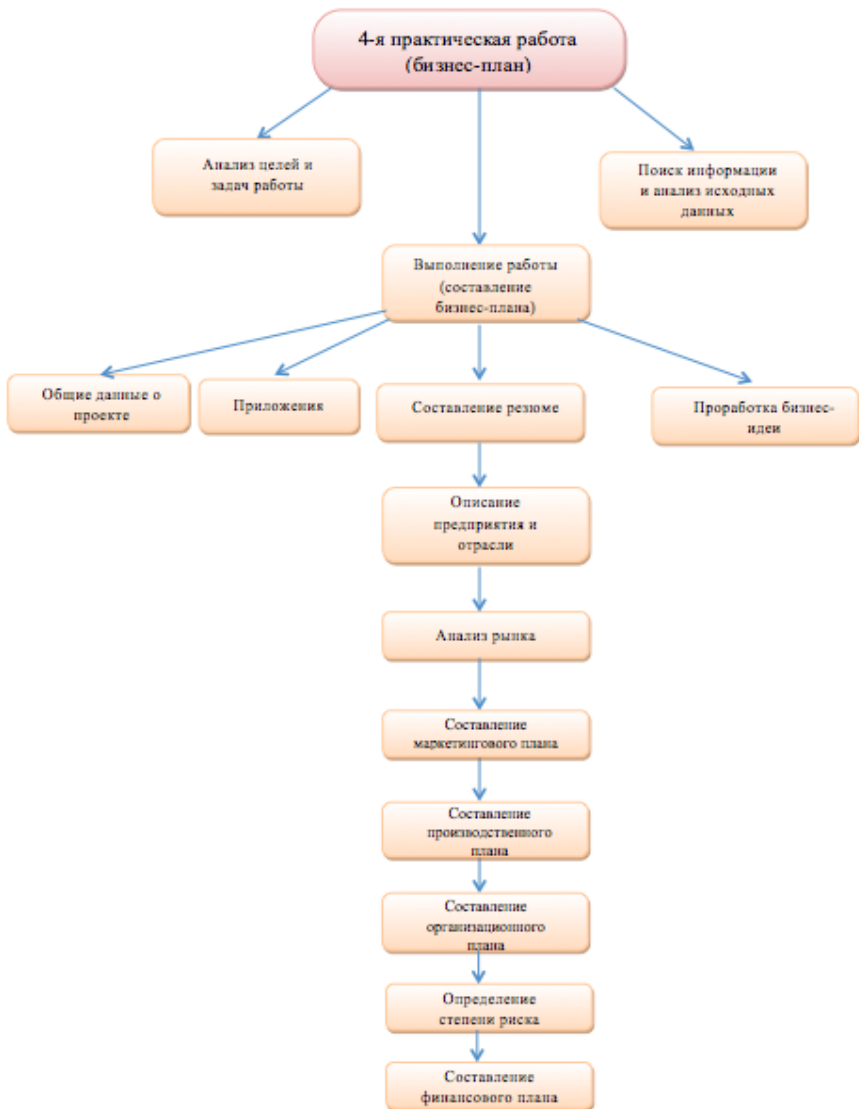 4-я практическая работа
(бизнес-план)
Анализ целей и
задач работы
Поиск информации
и анализ исходных
данных
Выполнение работы
(составление
бизнес-плана)
Общие данные о
проекте
Приложения
Составление резюме
Проработка бизнес-
идеи
Описание
предприятия и
отрасли
Анализ рынка
Составление
маркетингового плана
Составление
производственного
плана
Составление
организационного
плана
Определение
степени риска
Составление
финансового плана